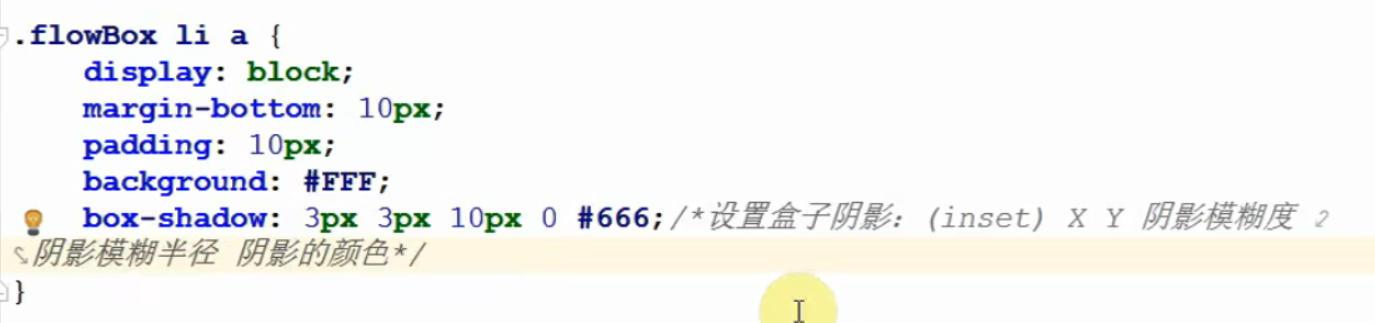 .flowBox li a {
display: block;
margin-bottom: 10px;
padding: 10px;
background: #FFF;
box-shadow: 3px 3px 10px 0 #666;/*设置盒子阴影：(inset) X Y 阴影模糊度
阴影模糊半径 阴影的颜色*/
}